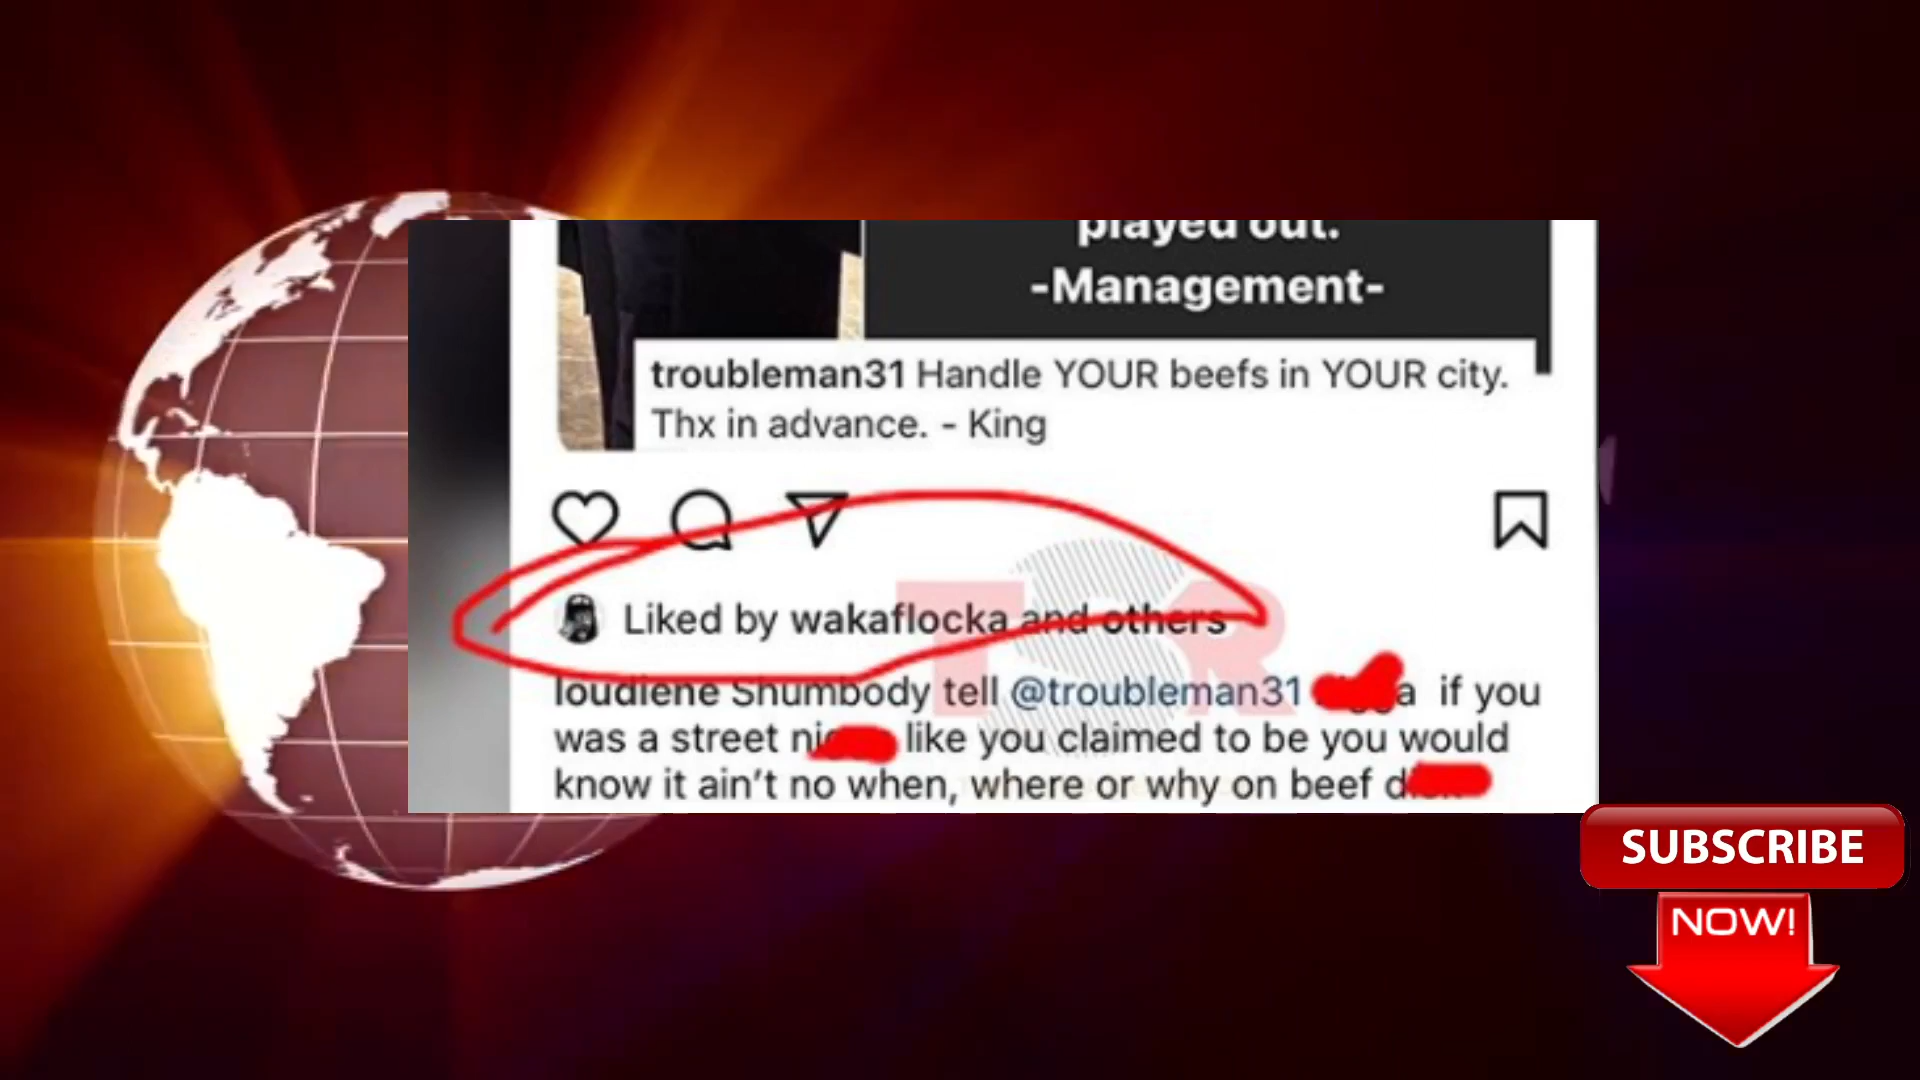 played out.
-Management-
troubleman31 Handle YOUR beefs in YOUR city.
Thx in advance. - King
Liked by wakaflocka and others
TSR
loudiene Shumbody tell @troubleman31 a if you
was a street ni like you claimed to be you would
know it ain't no when, where or why on beef d
SUBSCRIBE
NOW!